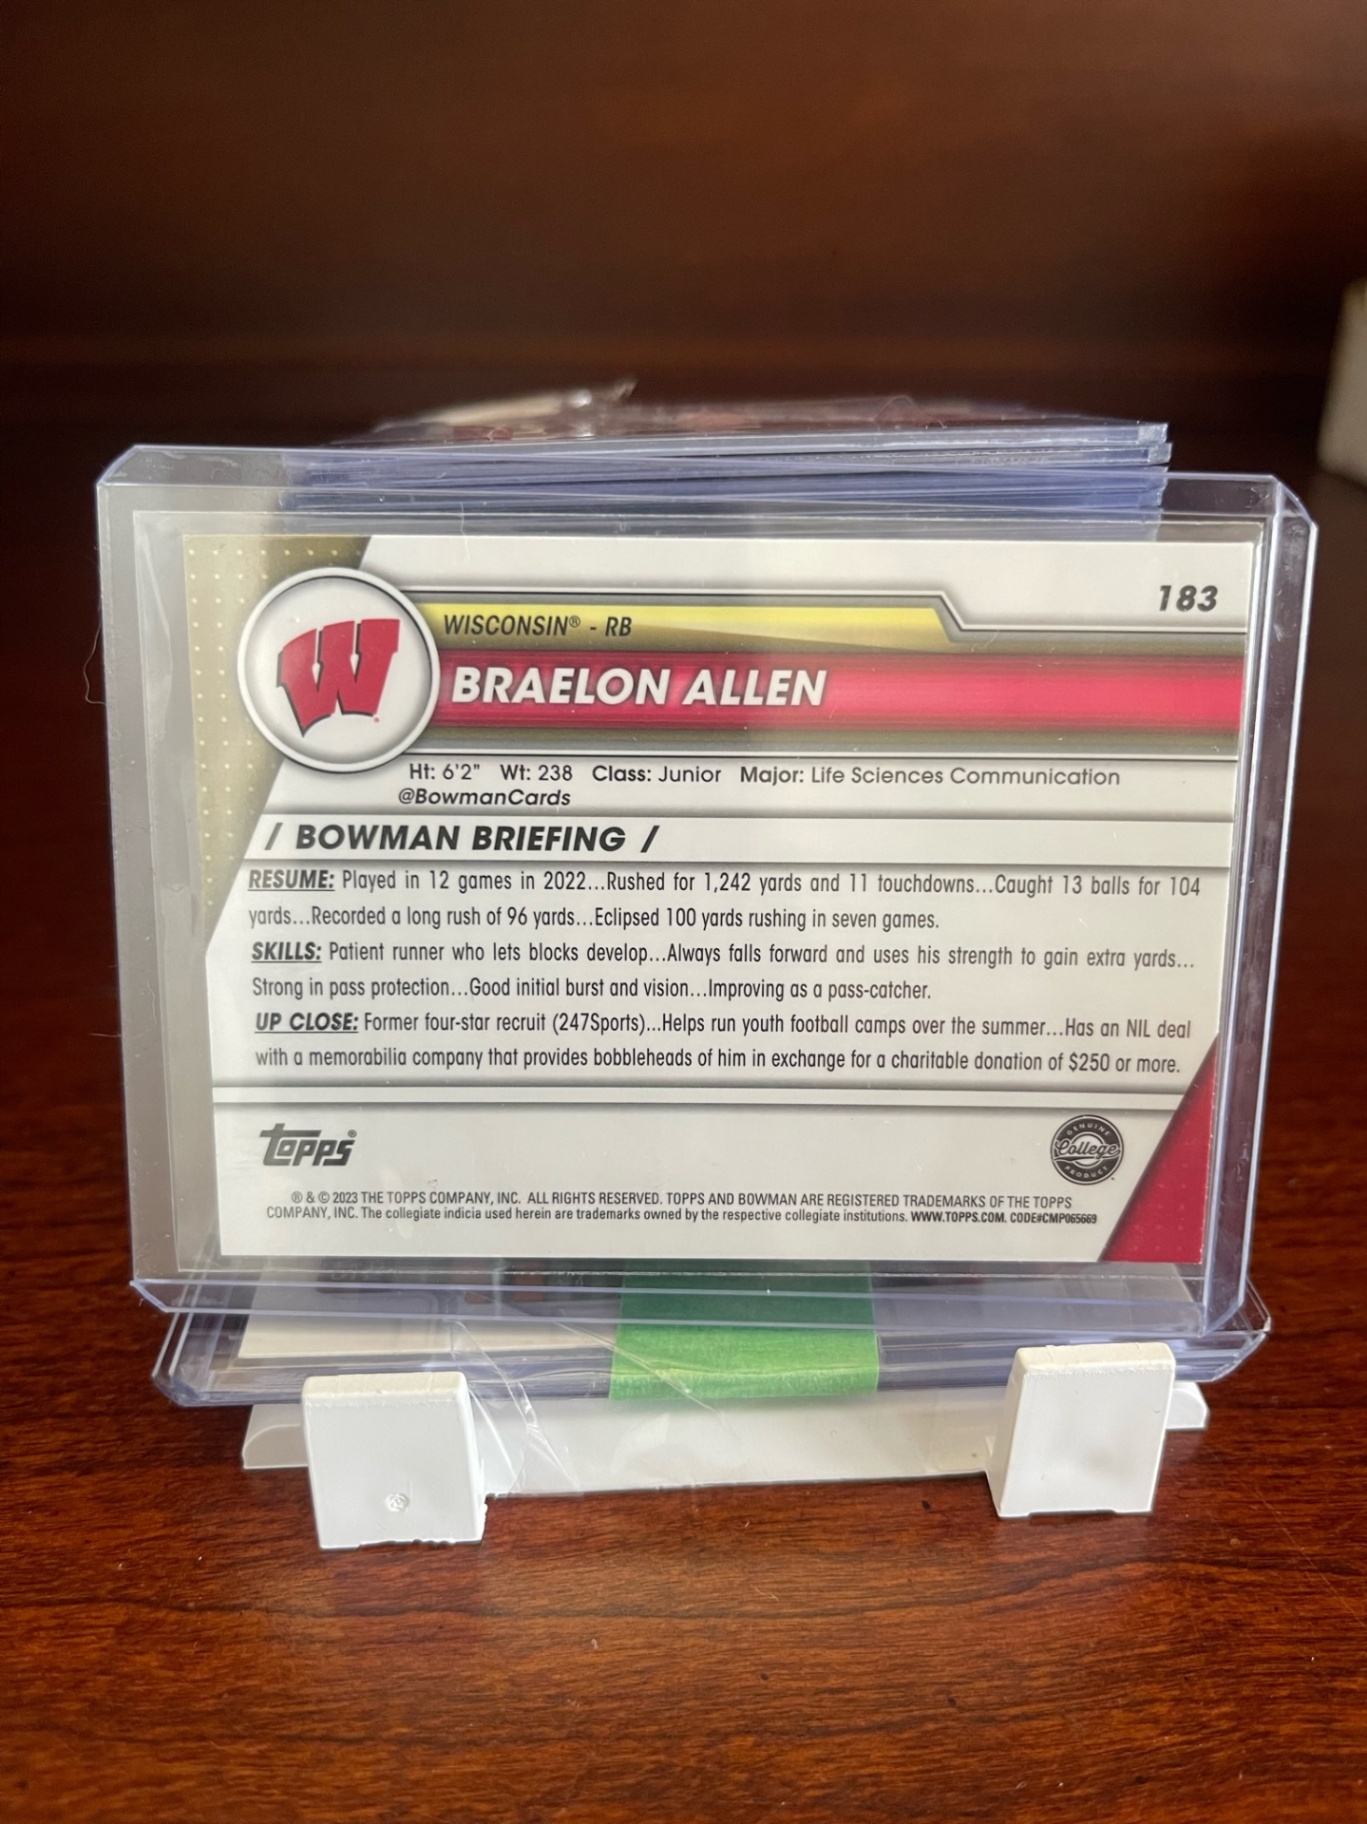 183
WISCONSIN® - RB
W
BRAELON ALLEN
Ht: 6'2" Wt: 238 Class: Junior Major: Life Sciences Communication
@BowmanCards
/ BOWMAN BRIEFING /
RESUME: Played in 12 games in 2022...Rushed for 1,242 yards and 11 touchdowns...Caught 13 balls for 104
yards...Recorded a long rush of 96 yards...Eclipsed 100 yards rushing in seven games.
SKILLS: Patient runner who lets blocks develop...Always falls forward and uses his strength to gain extra yards...
Strong in pass protection...Good initial burst and vision...Improving as a pass-catcher.
UP CLOSE: Former four-star recruit (247Sports)...Helps run youth football camps over the summer...Has an NIL deal
with a memorabilia company that provides bobbleheads of him in exchange for a charitable donation of $250 or more.
Topps®
GENUINE
College
PRODUCT
® & © 2023 THE TOPPS COMPANY, INC. ALL RIGHTS RESERVED. TOPPS AND BOWMAN ARE REGISTERED TRADEMARKS OF THE TOPPS
COMPANY, INC. The collegiate indicia used herein are trademarks owned by the respective collegiate institutions. WWW.TOPPS.COM. CODE#CMP065669